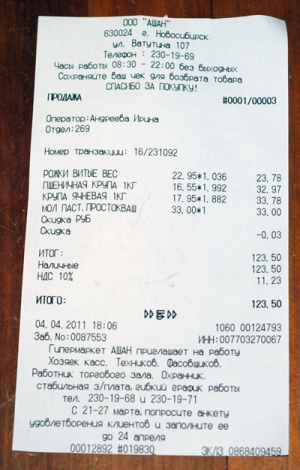 ООО "АШАН"
630024 г. Новосибирск
ул. Ватутина 107
Телефон : 230-19-69
Часы работы 08:30 - 22:00 без выходных
Сохраняйте ваш чек для возврата товара
СПАСИБО ЗА ПОКУПКУ!
ПРОДАЖА #0001/00003
Оператор:Андреева Ирина
Отдел:269
Номер транзакции: 16/231092
РОЖКИ ВИТЫЕ ВЕС 22,95*1,036 23,78
ПШЕНИЧНАЯ КРУПА 1КГ 16,55*1,992 32,97
КРУПА ЯЧНЕВАЯ 1КГ 17,95*1,882 33,78
МОЛ ПАСТ.ПРОСТОКВАШ 33,00*1 33,00
Скидка РУБ
Скидка -0,03
ИТОГ: 123,50
Наличные 123,50
НДС 10% 11,23
ИТОГО: 123,50
04.04.2011 18:06 1060 00124793
Зав.No:0087553 ИНН:007703270067
Гипермаркет АШАН приглашает на работу
Хозяек касс. Техников. Фасовщиков.
Работник торгового зала. Охранник.
стабильная з/плата,гибкий график работы
тел. 230-19-68 и 230-19-71
С 21-27 марта,попросите анкету
удовлетворения клиентов и заполните ее
до 24 апреля
00012892 #019830 ЭКЛЗ 0868409459